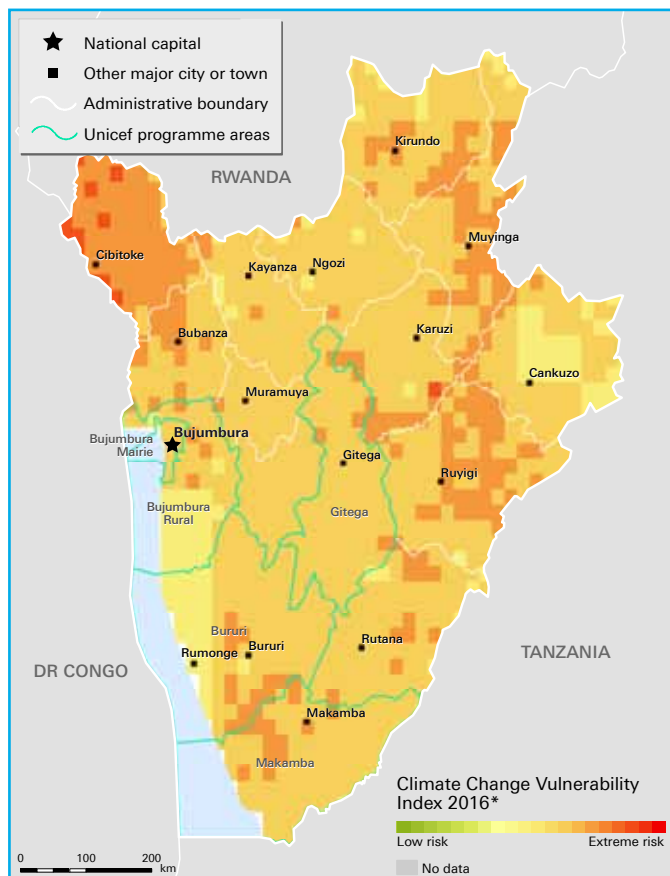 National capital
Other major city or town
Administrative boundary
Unicef programme areas
RWANDA
Kirundo
Muyinga
Cibitoke
Kayanza
Ngozi
Bubanza
Karuzi
Cankuzo
Muramuya
Bujumbura
Bujumbura
Mairie
Gitega
Ruyigi
Bujumbura
Rural
Gitega
Bururi
Bururi
Rutana
Rumonge
DR CONGO
TANZANIA
Makamba
Makamba
Climate Change Vulnerability
Index 2016*
Low risk
Extreme risk
No data
0 100 200
km